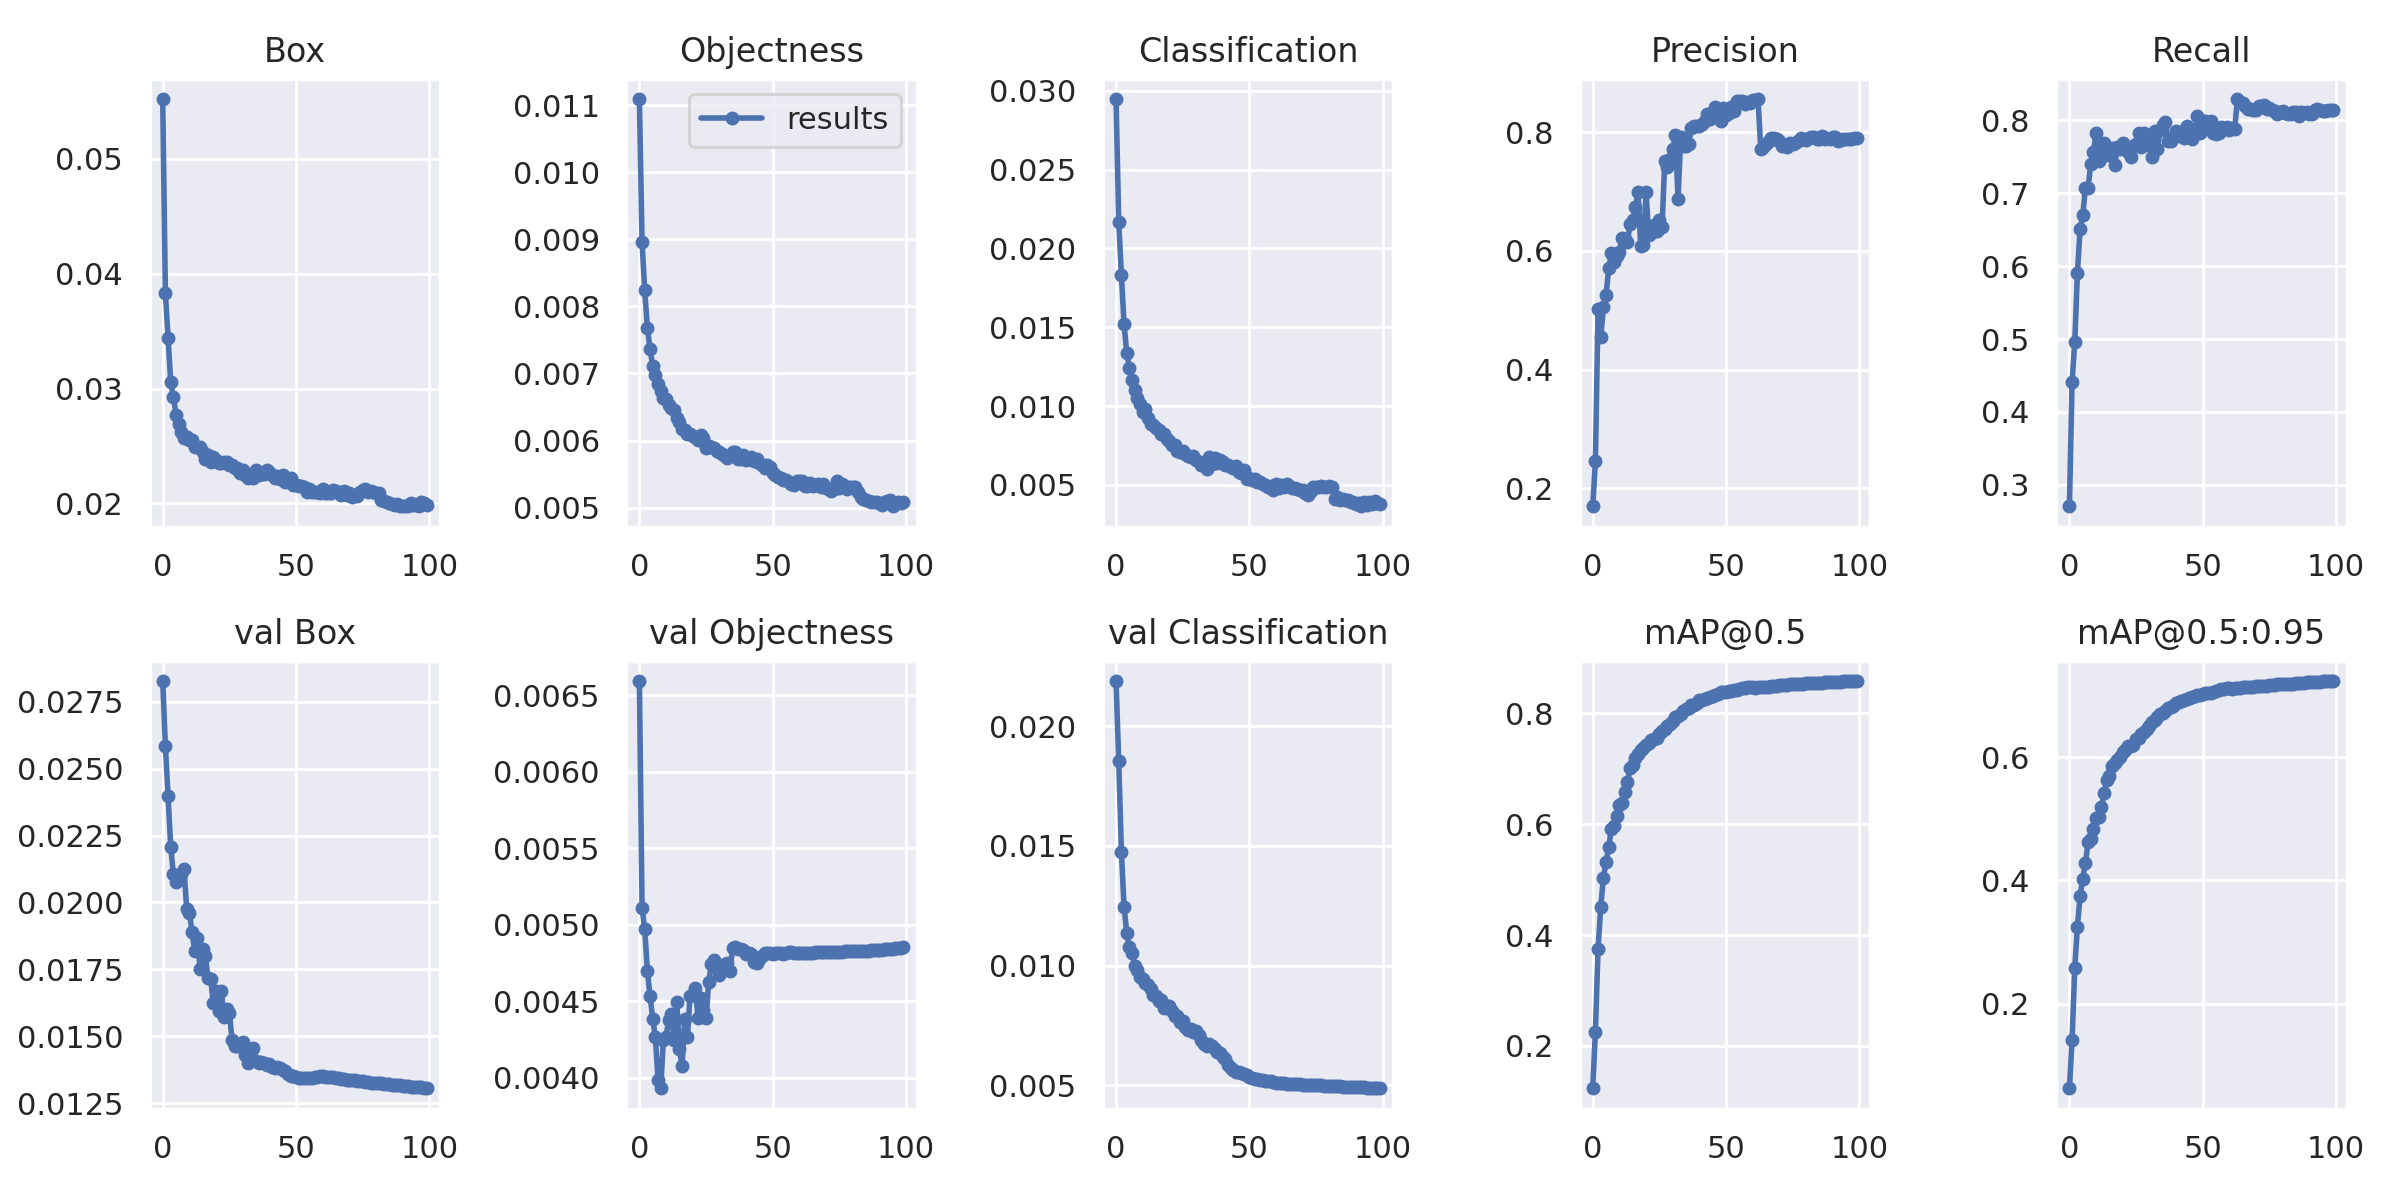 Box
0.05
0.04
0.03
0.02
0 50 100
Objectness
results
0.011
0.010
0.009
0.008
0.007
0.006
0.005
0 50 100
Classification
0.030
0.025
0.020
0.015
0.010
0.005
0 50 100
Precision
0.8
0.6
0.4
0.2
0 50 100
Recall
0.8
0.7
0.6
0.5
0.4
0.3
0 50 100
val Box
0.0275
0.0250
0.0225
0.0200
0.0175
0.0150
0.0125
0 50 100
val Objectness
0.0065
0.0060
0.0055
0.0050
0.0045
0.0040
0 50 100
val Classification
0.020
0.015
0.010
0.005
0 50 100
mAP@0.5
0.8
0.6
0.4
0.2
0 50 100
mAP@0.5:0.95
0.6
0.4
0.2
0 50 100